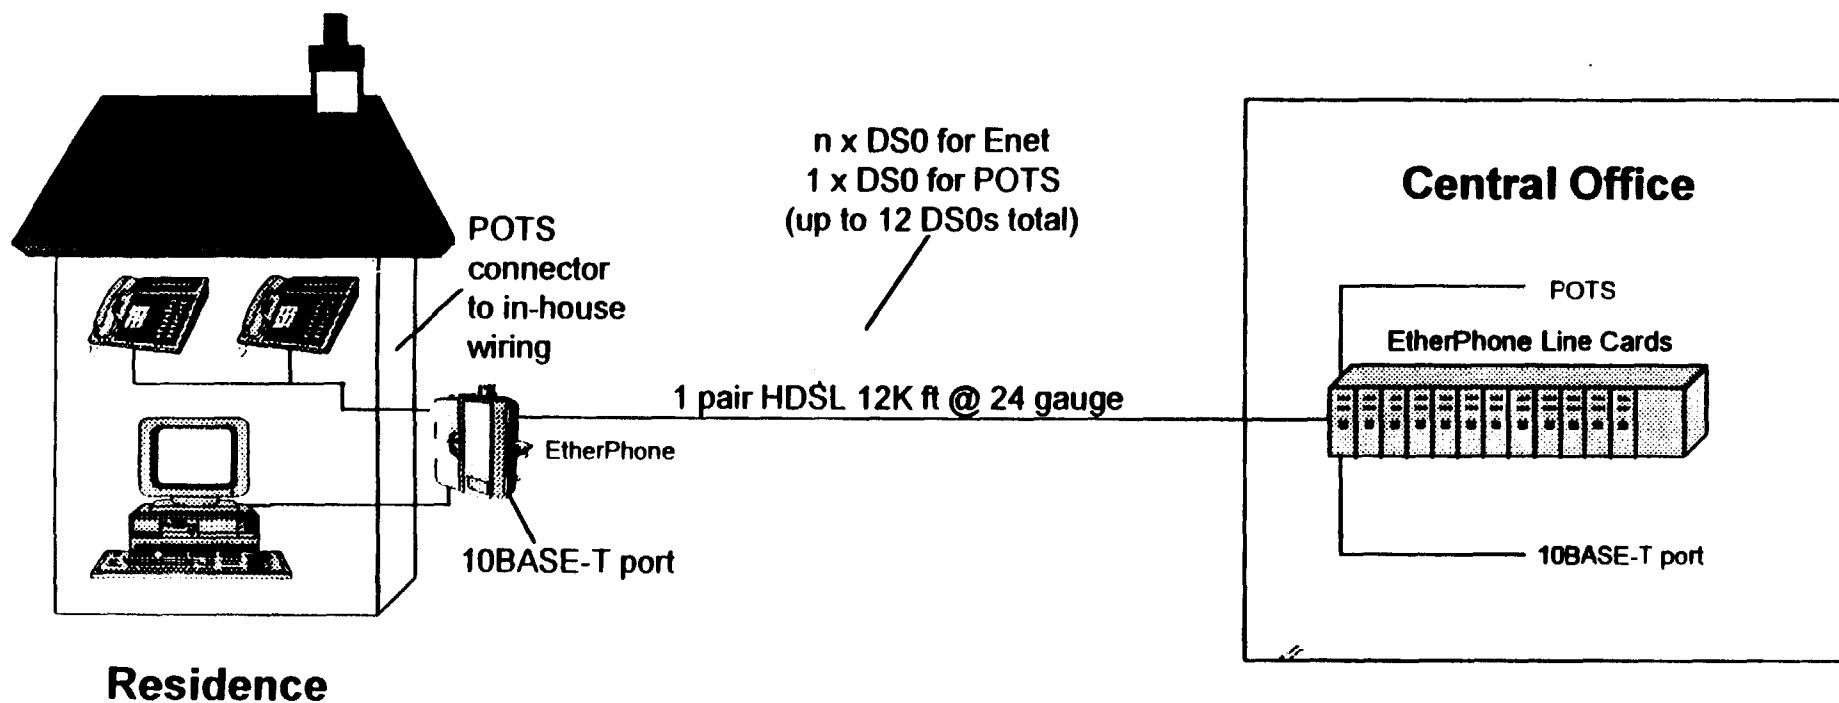 n x DS0 for Enet
1 x DS0 for POTS
(up to 12 DS0s total)
Central Office
POTS
connector
to in-house
wiring
POTS
EtherPhone Line Cards
1 pair HDSL 12K ft @ 24 gauge
EtherPhone
10BASE-T port
10BASE-T port
Residence